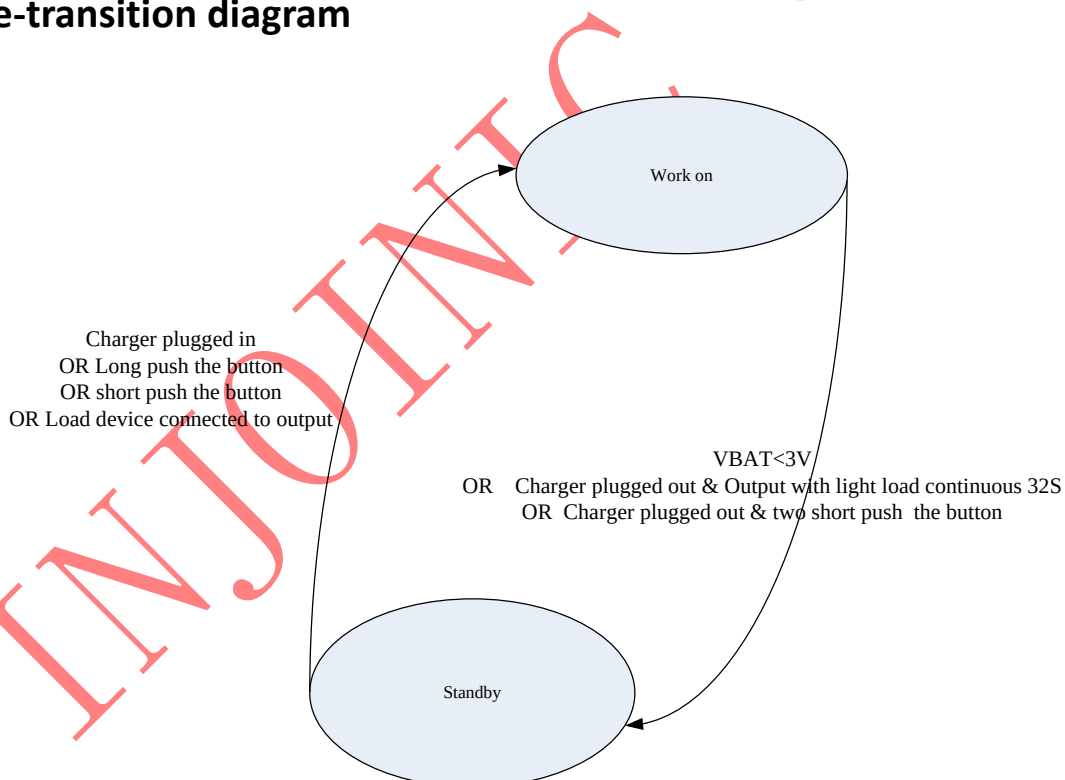 e-transition diagram
Work on
Charger plugged in
OR Long push the button
OR short push the button
OR Load device connected to output
VBAT<3V
OR Charger plugged out & Output with light load continuous 32S
OR Charger plugged out & two short push the button
Standby
INJOINIC